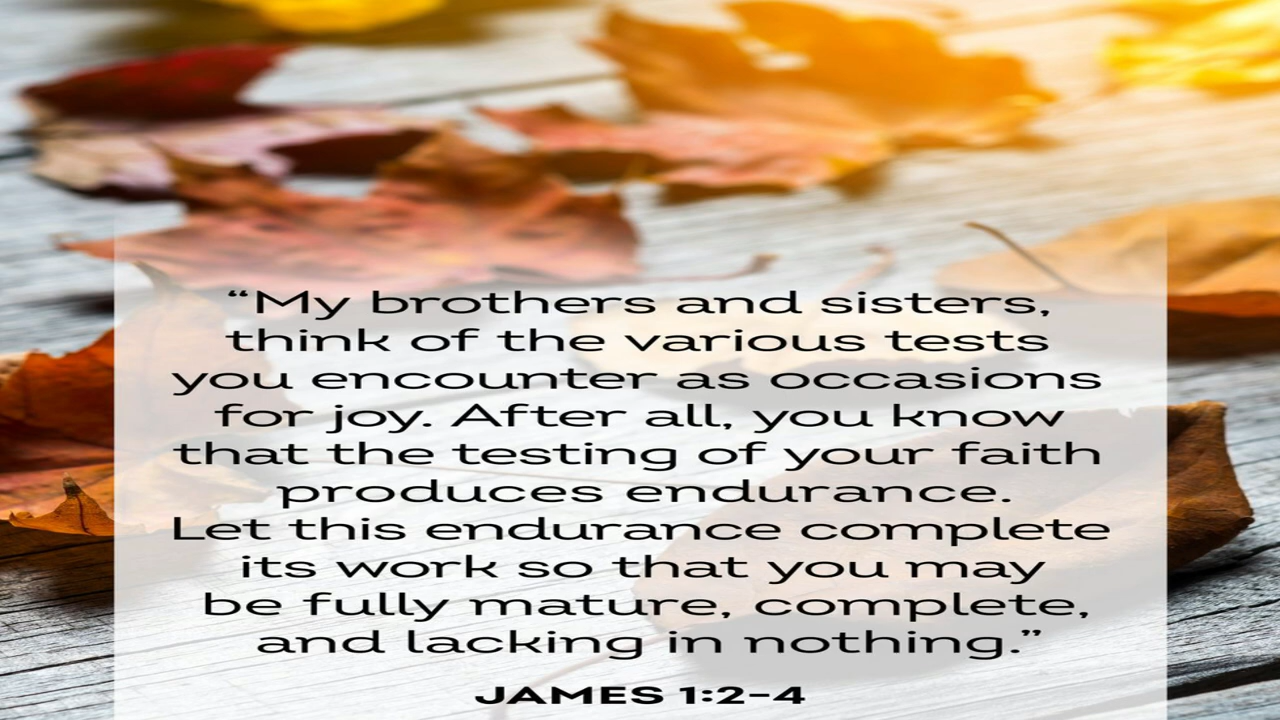 “My brothers and sisters,
think of the various tests
you encounter as occasions
for joy. After all, you know
that the testing of your faith
produces endurance.
Let this endurance complete
its work so that you may
be fully mature, complete,
and lacking in nothing.”
JAMES 1:2-4